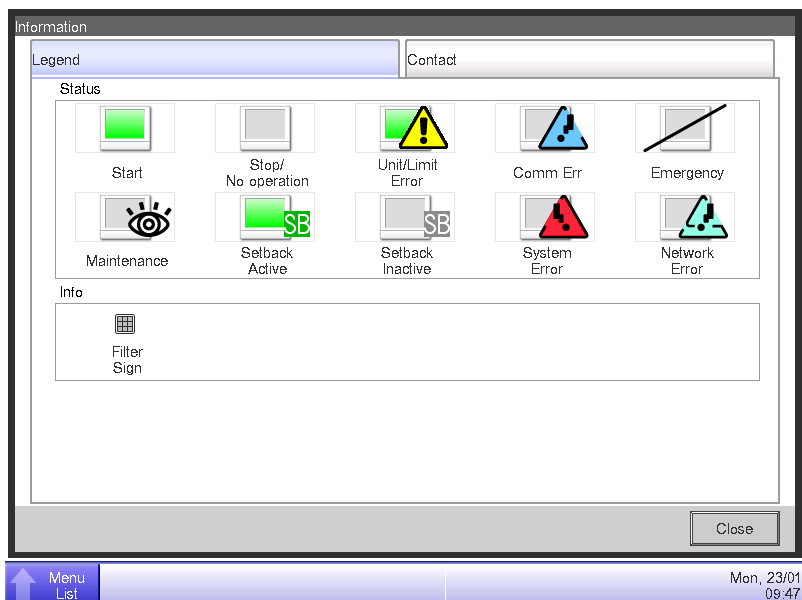 Information
Legend
Contact
Status
Start
Stop/
No operation
Unit/Limit
Error
Comm Err
Emergency
Maintenance
SB
Setback
Active
SB
Setback
Inactive
System
Error
Network
Error
Info
Filter
Sign
Close
Menu
List
Mon, 23/01
09:47